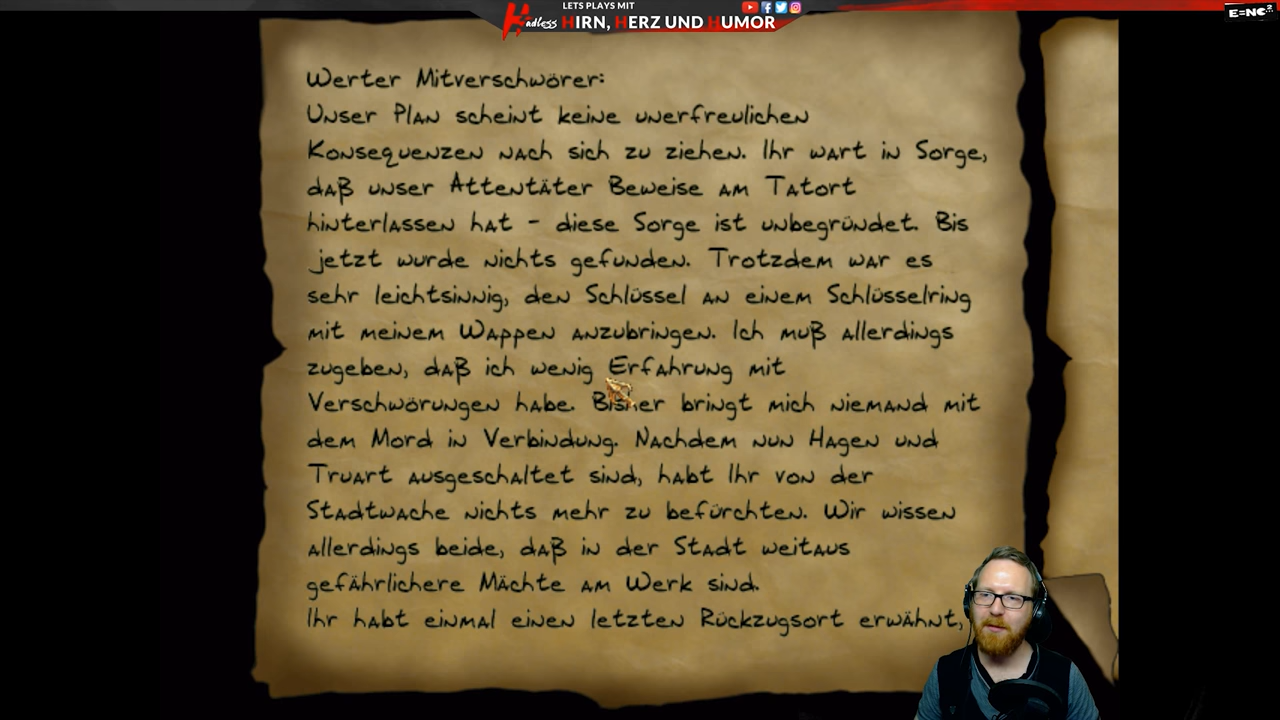 LETS PLAYS MIT
Kadless HIRN, HERZ UND HUMOR
E=NC²
Werter Mitverschwörer:
Unser Plan scheint keine unerfreulichen
Konsequenzen nach sich zu ziehen. Ihr wart in Sorge,
daß unser Attentäter Beweise am Tatort
hinterlassen hat - diese Sorge ist unbegründet. Bis
jetzt wurde nichts gefunden. Trotzdem war es
sehr leichtsinnig, den Schlüssel an einem Schlüsselring
mit meinem Wappen anzubringen. Ich muß allerdings
zugeben, daß ich wenig Erfahrung mit
Verschwörungen habe. Bisher bringt mich niemand mit
dem Mord in Verbindung. Nachdem nun Hagen und
Truart ausgeschaltet sind, habt Ihr von der
Stadtwache nichts mehr zu befürchten. Wir wissen
allerdings beide, daß in der Stadt weitaus
gefährlichere Mächte am Werk sind.
Ihr habt einmal einen letzten Rückzugsort erwähnt,